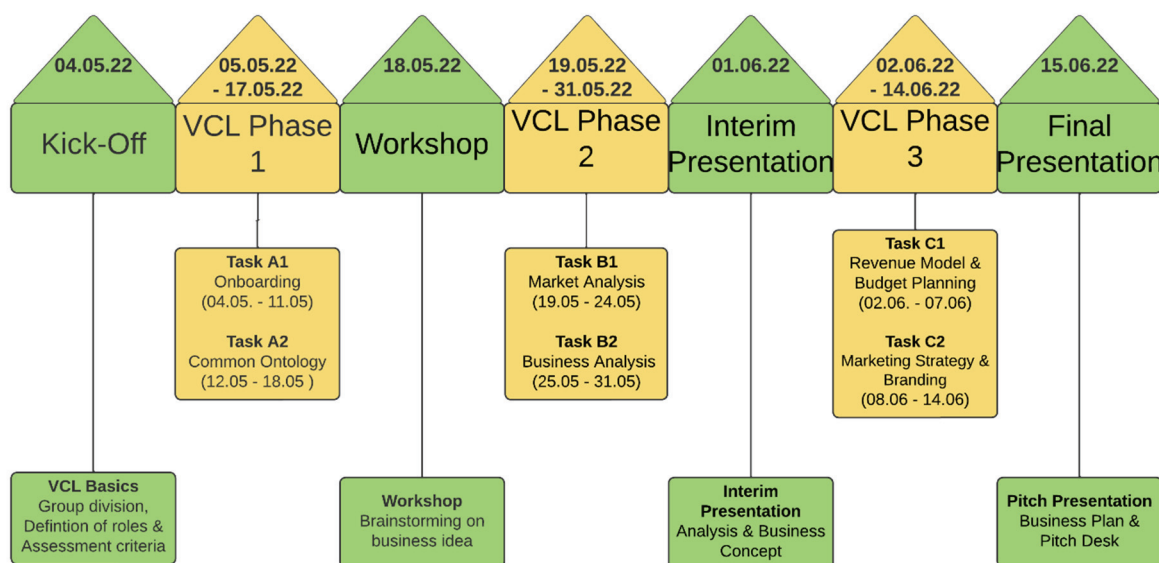 04.05.22
05.05.22
- 17.05.22
18.05.22
19.05.22
- 31.05.22
01.06.22
02.06.22
- 14.06.22
15.06.22
Kick-Off
VCL Phase
1
Workshop
VCL Phase
2
Interim
Presentation
VCL Phase
3
Final
Presentation
Task A1
Onboarding
(04.05. - 11.05)
Task A2
Common Ontology
(12.05 - 18.05 )
Task B1
Market Analysis
(19.05 - 24.05)
Task B2
Business Analysis
(25.05 - 31.05)
Task C1
Revenue Model &
Budget Planning
(02.06. - 07.06)
Task C2
Marketing Strategy &
Branding
(08.06 - 14.06)
VCL Basics
Group division,
Defintion of roles &
Assessment criteria
Workshop
Brainstorming on
business idea
Interim
Presentation
Analysis & Business
Concept
Pitch Presentation
Business Plan &
Pitch Desk